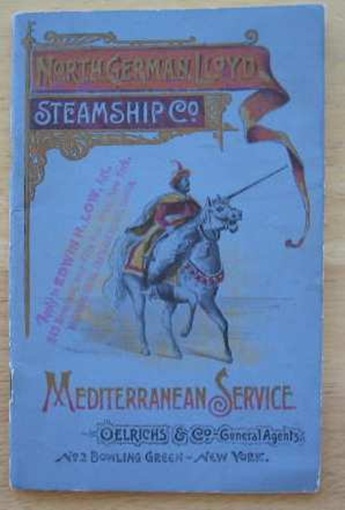 NORTH GERMAN LLOYD
STEAMSHIP CO.
EDWIN H. LOW,
MEDITERRANEAN SERVICE.
OELRICHS & CO-General Agents
No 2 BOWLING GREEN - NEW YORK.